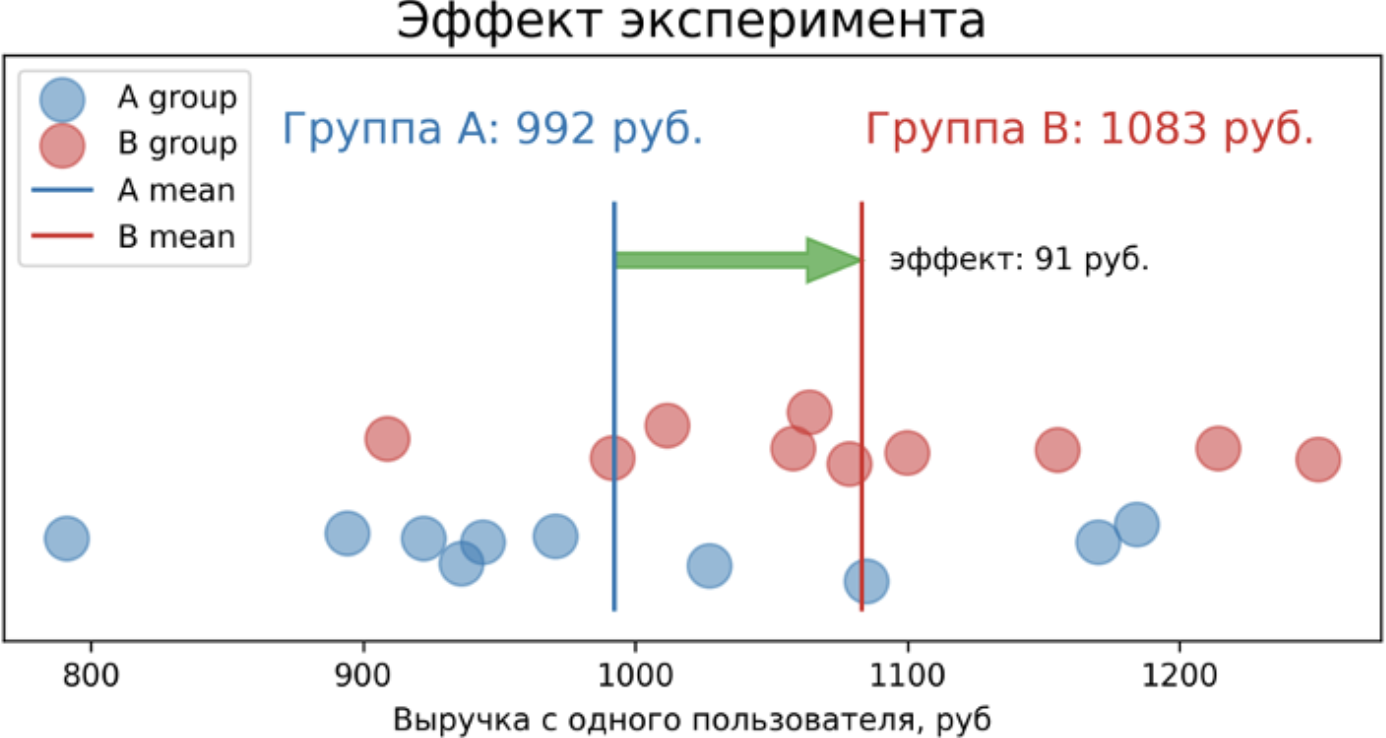 Эффект эксперимента
A group
B group
A mean
B mean
Группа А: 992 руб.
Группа В: 1083 руб.
эффект: 91 руб.
800 900 1000 1100 1200
Выручка с одного пользователя, руб